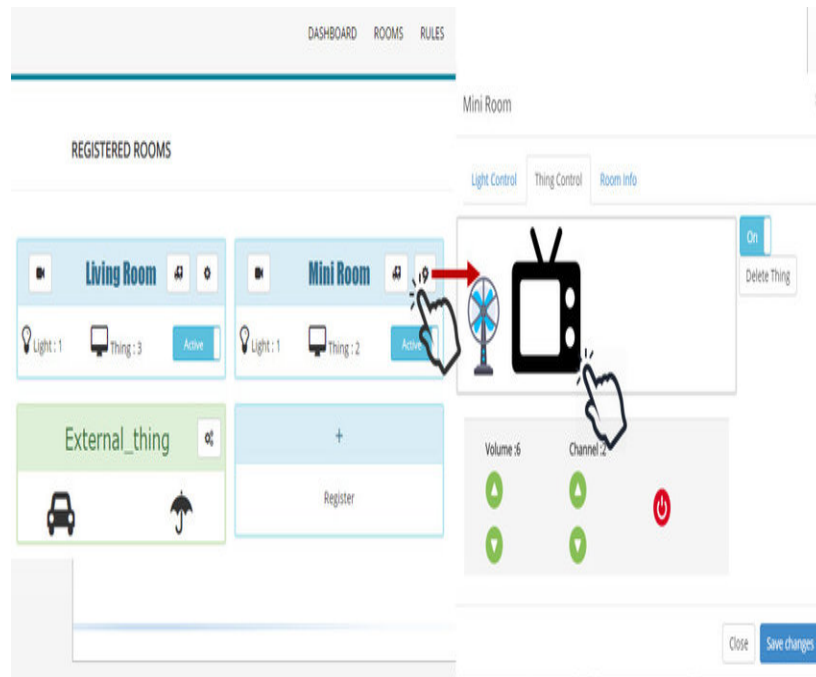 DASHBOARD ROOMS RULES
REGISTERED ROOMS
Living Room
Light : 1
Thing : 3
Active
Mini Room
Light : 1
Thing : 2
Active
External_thing
+
Register
Mini Room
Light Control
Thing Control
Room Info
On
Delete Thing
Volume :6
Channel :2
Close
Save changes